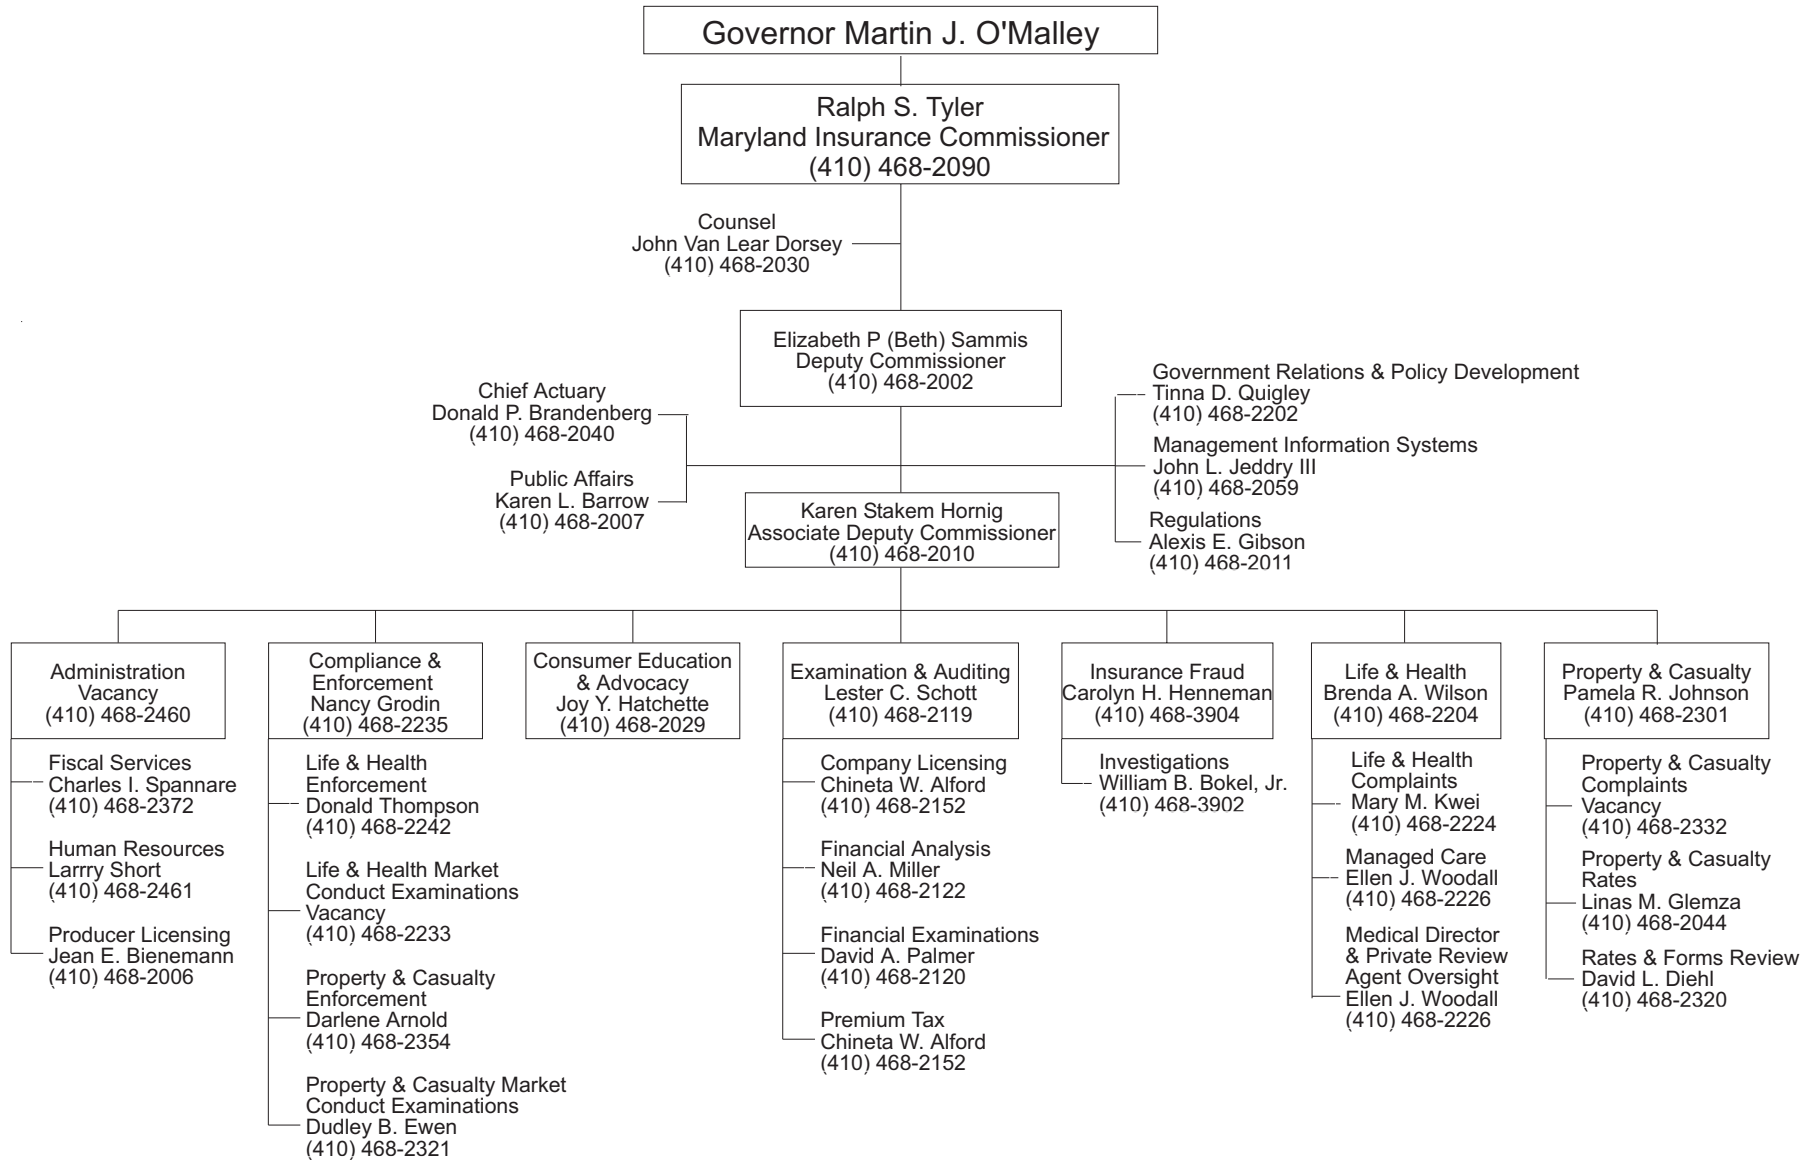 Governor Martin J. O'Malley
Ralph S. Tyler
Maryland Insurance Commissioner
(410) 468-2090
Counsel
John Van Lear Dorsey
(410) 468-2030
Elizabeth P (Beth) Sammis
Deputy Commissioner
(410) 468-2002
Chief Actuary
Donald P. Brandenberg
(410) 468-2040
Public Affairs
Karen L. Barrow
(410) 468-2007
Government Relations & Policy Development
Tinna D. Quigley
(410) 468-2202
Management Information Systems
John L. Jeddry III
(410) 468-2059
Regulations
Alexis E. Gibson
(410) 468-2011
Karen Stakem Hornig
Associate Deputy Commissioner
(410) 468-2010
Administration
Vacancy
(410) 468-2460
Fiscal Services
Charles I. Spannare
(410) 468-2372
Human Resources
Larrry Short
(410) 468-2461
Producer Licensing
Jean E. Bienemann
(410) 468-2006
Compliance &
Enforcement
Nancy Grodin
(410) 468-2235
Life & Health
Enforcement
Donald Thompson
(410) 468-2242
Life & Health Market
Conduct Examinations
Vacancy
(410) 468-2233
Property & Casualty
Enforcement
Darlene Arnold
(410) 468-2354
Property & Casualty Market
Conduct Examinations
Dudley B. Ewen
(410) 468-2321
Consumer Education
& Advocacy
Joy Y. Hatchette
(410) 468-2029
Examination & Auditing
Lester C. Schott
(410) 468-2119
Company Licensing
Chineta W. Alford
(410) 468-2152
Financial Analysis
Neil A. Miller
(410) 468-2122
Financial Examinations
David A. Palmer
(410) 468-2120
Premium Tax
Chineta W. Alford
(410) 468-2152
Insurance Fraud
Carolyn H. Henneman
(410) 468-3904
Investigations
William B. Bokel, Jr.
(410) 468-3902
Life & Health
Brenda A. Wilson
(410) 468-2204
Life & Health
Complaints
Mary M. Kwei
(410) 468-2224
Managed Care
Ellen J. Woodall
(410) 468-2226
Medical Director
& Private Review
Agent Oversight
Ellen J. Woodall
(410) 468-2226
Property & Casualty
Pamela R. Johnson
(410) 468-2301
Property & Casualty
Complaints
Vacancy
(410) 468-2332
Property & Casualty
Rates
Linas M. Glemza
(410) 468-2044
Rates & Forms Review
David L. Diehl
(410) 468-2320